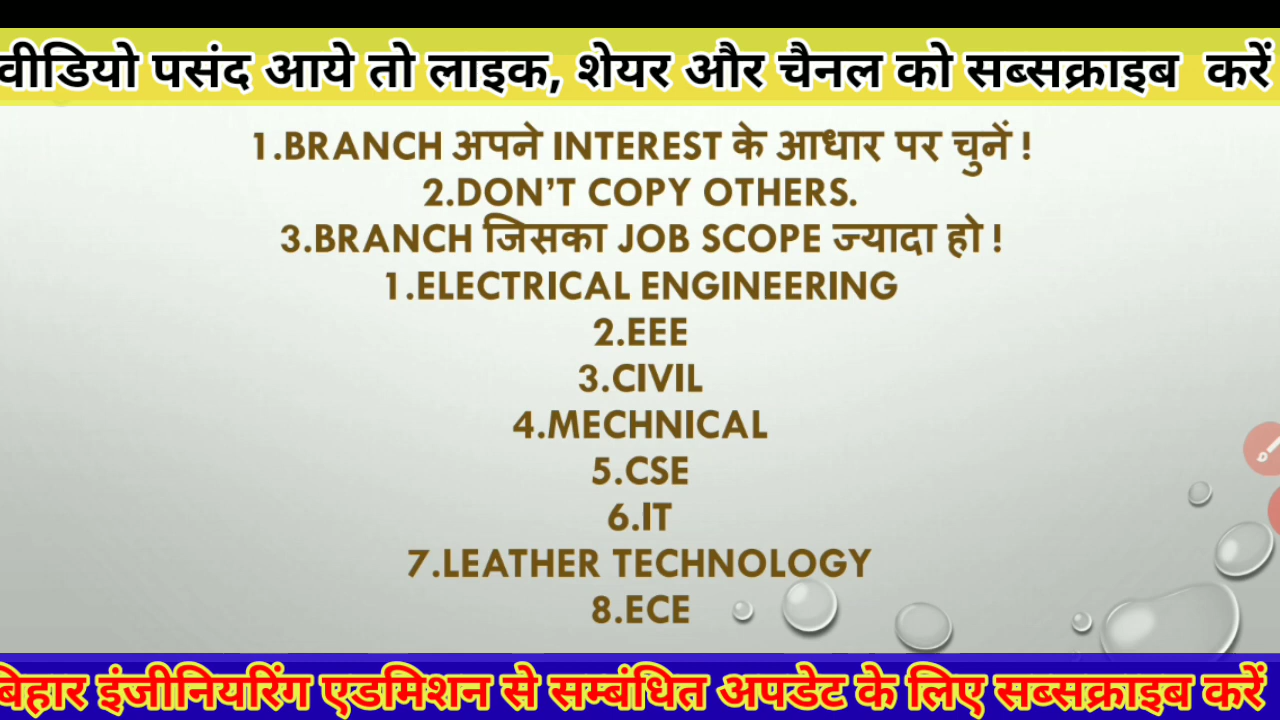 वीडियो पसंद आये तो लाइक, शेयर और चैनल को सब्सक्राइब करें
1.BRANCH अपने INTEREST के आधार पर चुनें !
2.DON'T COPY OTHERS.
3.BRANCH जिसका JOB SCOPE ज्यादा हो !
1.ELECTRICAL ENGINEERING
2.EEE
3.CIVIL
4.MECHNICAL
5.CSE
6.IT
7.LEATHER TECHNOLOGY
8.ECE
बिहार इंजीनियरिंग एडमिशन से सम्बंधित अपडेट के लिए सब्सक्राइब करें